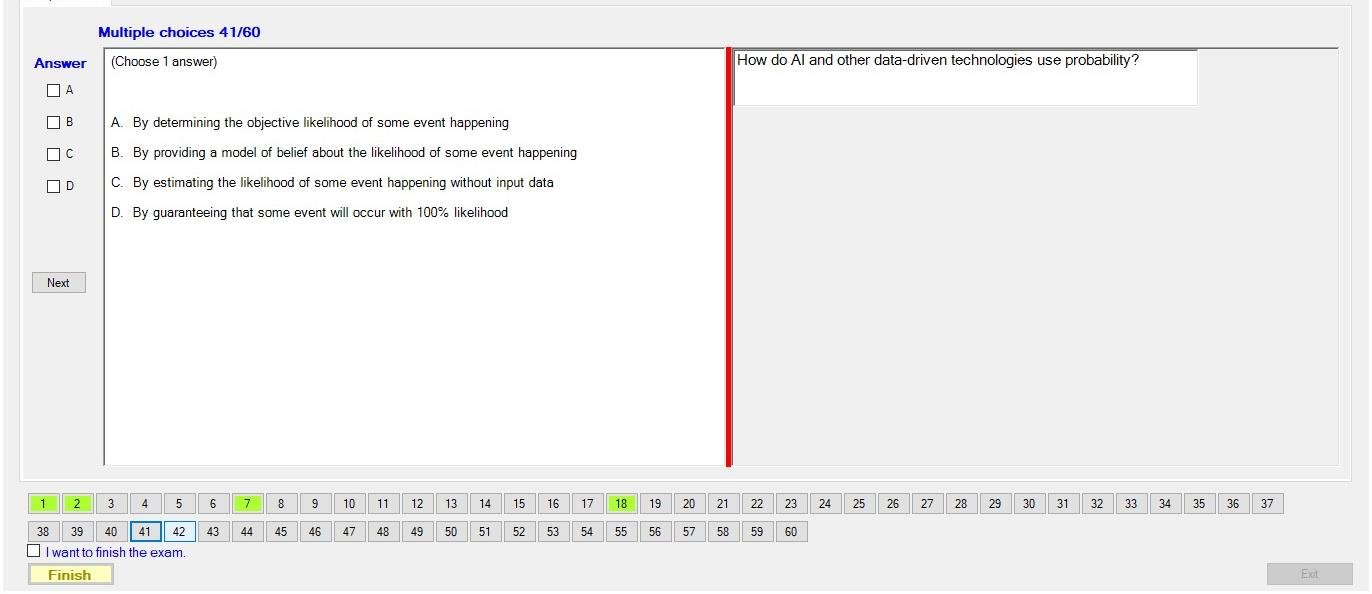 Multiple choices 41/60
Answer
A
B
C
D
Next
(Choose 1 answer)
A. By determining the objective likelihood of some event happening
B. By providing a model of belief about the likelihood of some event happening
C. By estimating the likelihood of some event happening without input data
D. By guaranteeing that some event will occur with 100% likelihood
How do AI and other data-driven technologies use probability?
1 2 3 4 5 6 7 8 9 10 11 12 13 14 15 16 17 18 19 20 21 22 23 24 25 26 27 28 29 30 31 32 33 34 35 36 37
38 39 40 41 42 43 44 45 46 47 48 49 50 51 52 53 54 55 56 57 58 59 60
I want to finish the exam.
Finish
Exit